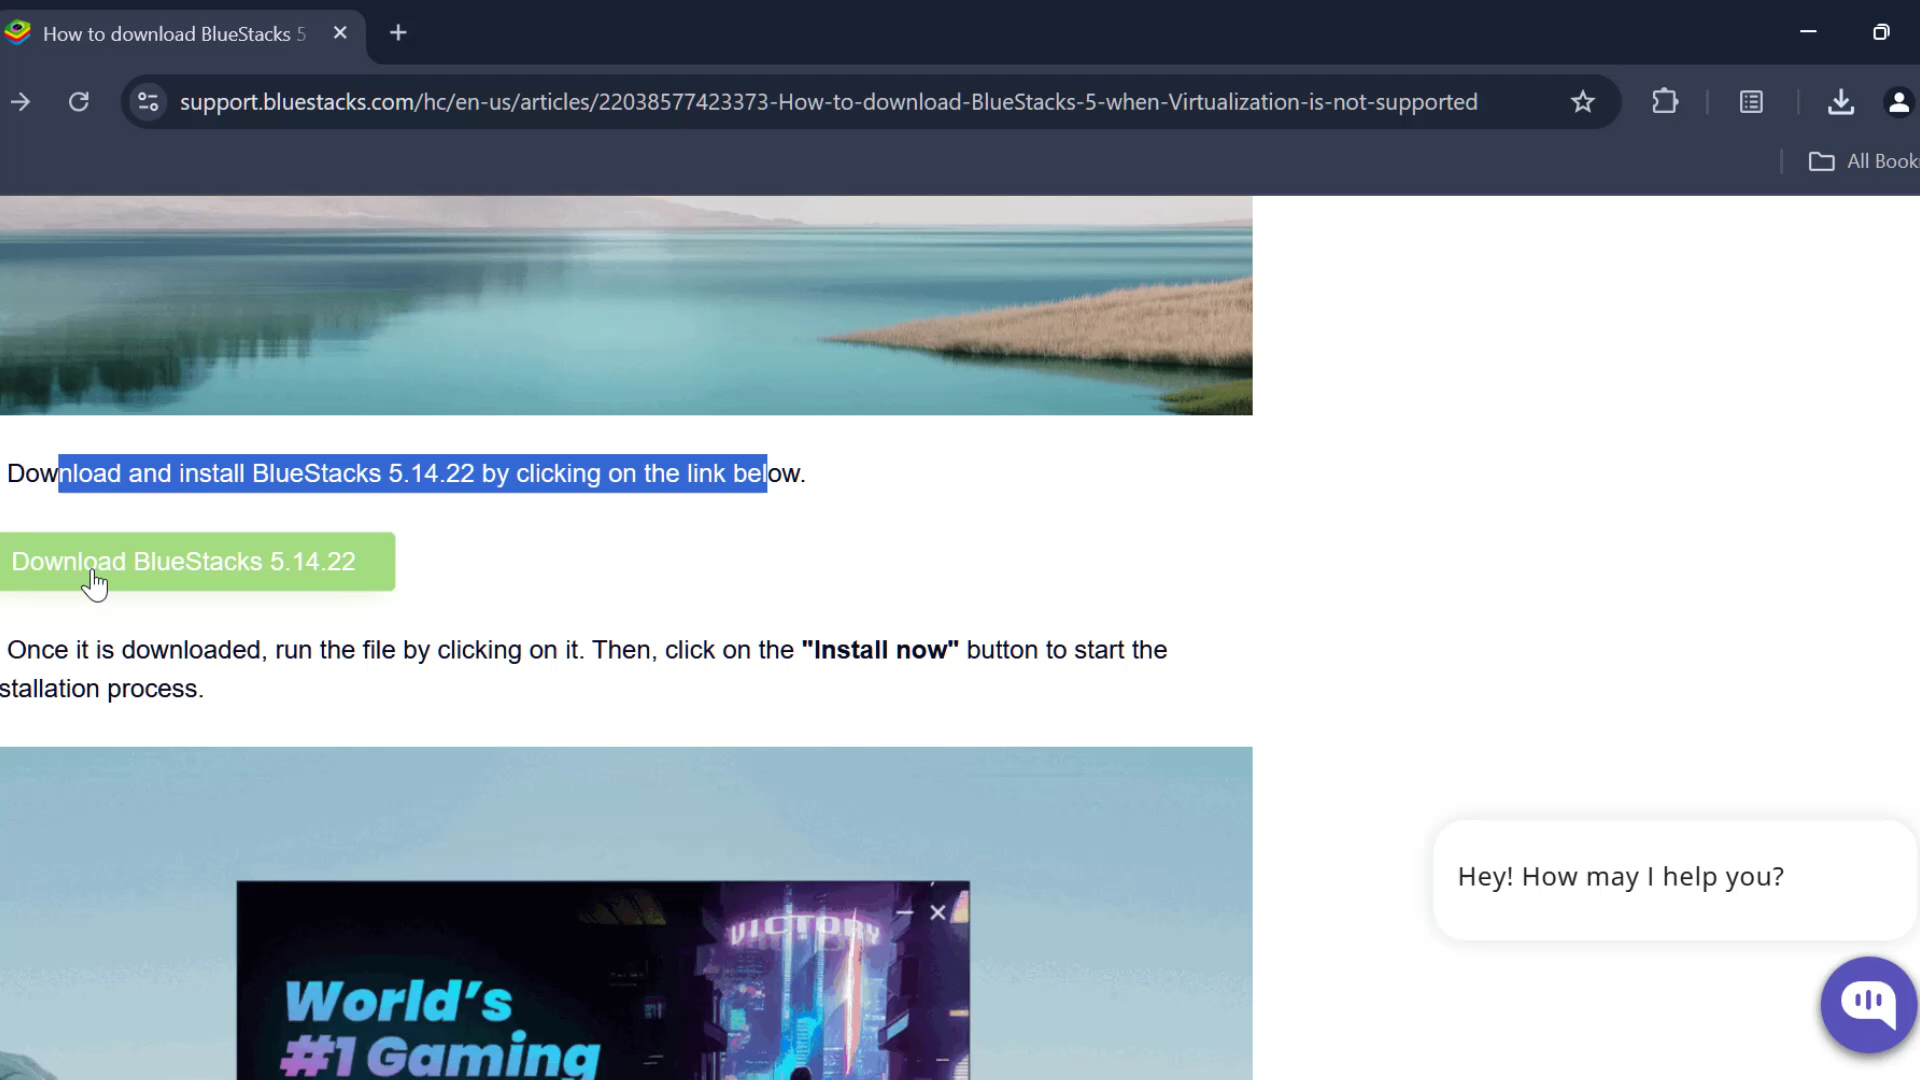 How to download BlueStacks 5
support.bluestacks.com/hc/en-us/articles/22038577423373-How-to-download-BlueStacks-5-when-Virtualization-is-not-supported
All Book
Download and install BlueStacks 5.14.22 by clicking on the link below.
Download BlueStacks 5.14.22
Once it is downloaded, run the file by clicking on it. Then, click on the "Install now" button to start the
stallation process.
VICTORY
World's
#1 Gaming
Hey! How may I help you?